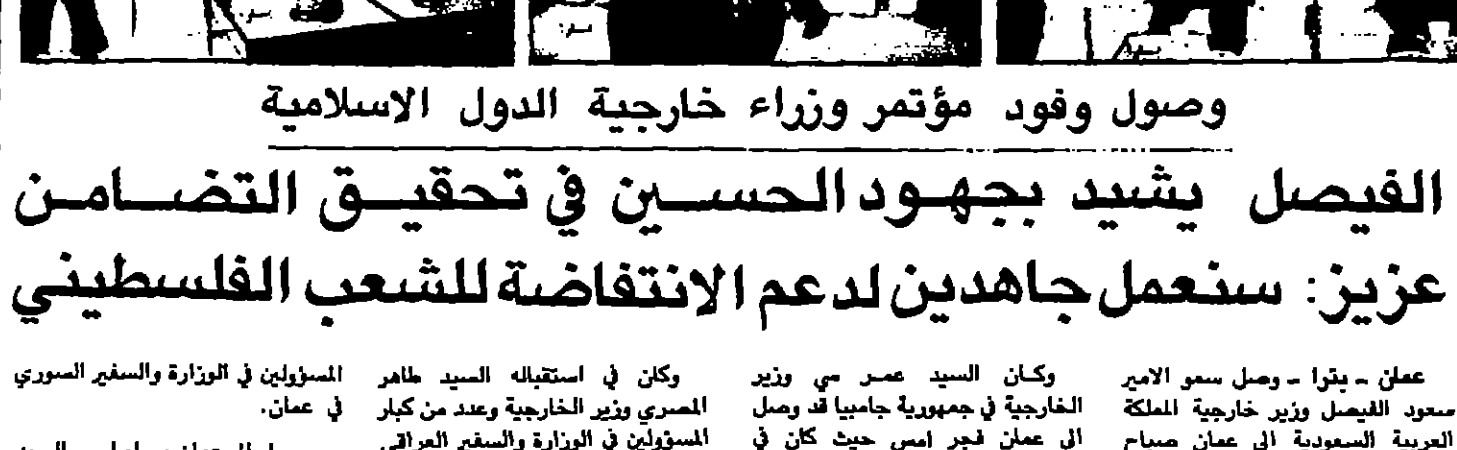 وصول وفود مؤتمر وزراء خارجية الدول الاسلامية
الفيصل يشيد بجهود الحسين في تحقيق التضامن
عزيز: سنعمل جاهدين لدعم الانتفاضة للشعب الفلسطيني
عمان - بترا - وصل سمو الامير
سعود الفيصل وزير خارجية المملكة
العربية السعودية الى عمان صباح
وكان السيد عمر سي وزير
الخارجية في جمهورية جامبيا قد وصل
الى عمان فجر امس حيث كان في
وكان في استقباله السيد طاهر
المصري وزير الخارجية وعدد من كبار
المسؤولين في الوزارة والسفير العراقي
المسؤولين في الوزارة والسفير السوري
في عمان.